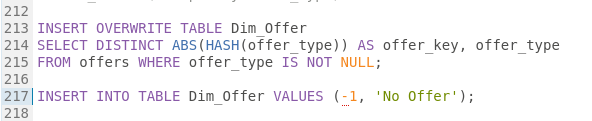 212
213 INSERT OVERWRITE TABLE Dim_Offer
214 SELECT DISTINCT ABS(HASH(offer_type)) AS offer_key, offer_type
215 FROM offers WHERE offer_type IS NOT NULL;
216
217 INSERT INTO TABLE Dim_Offer VALUES (-1, 'No Offer');
218